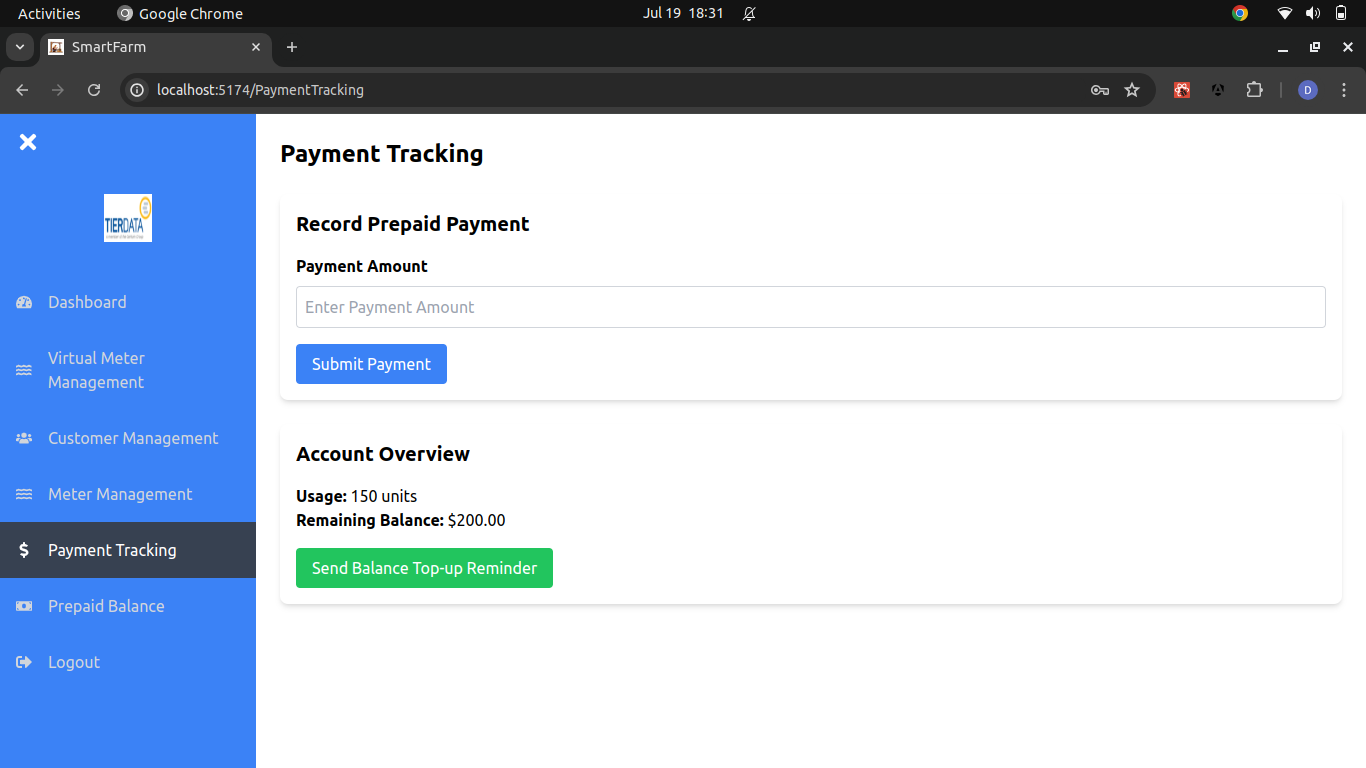 Activities
Google Chrome
Jul 19 18:31
SmartFarm
localhost:5174/PaymentTracking
D
TIERDATA
Dashboard
Virtual Meter
Management
Customer Management
Meter Management
Payment Tracking
Prepaid Balance
Logout
Payment Tracking
Record Prepaid Payment
Payment Amount
Enter Payment Amount
Submit Payment
Account Overview
Usage: 150 units
Remaining Balance: $200.00
Send Balance Top-up Reminder